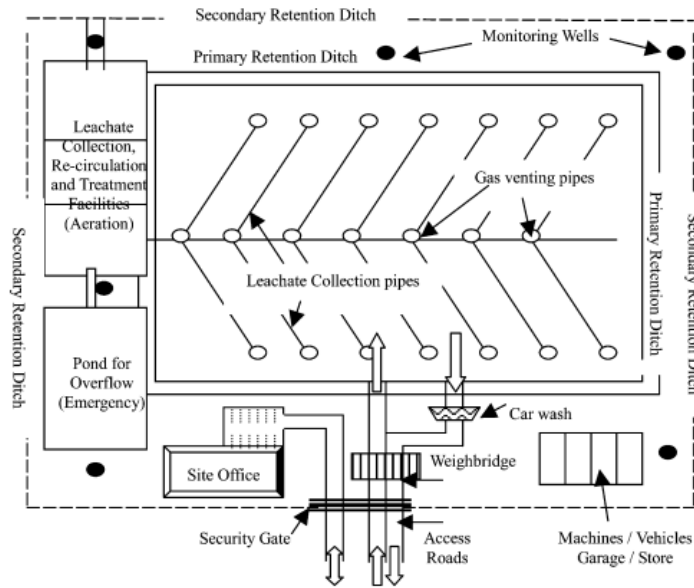 Secondary Retention Ditch
Monitoring Wells
Primary Retention Ditch
Leachate
Collection,
Re-circulation
and Treatment
Facilities
(Aeration)
Gas venting pipes
Leachate Collection pipes
Primary Retention Ditch
Secondary Retention Ditch
Secondary Retention Ditch
Pond for
Overflow
(Emergency)
Car wash
Site Office
Weighbridge
Security Gate
Access
Roads
Machines / Vehicles
Garage / Store